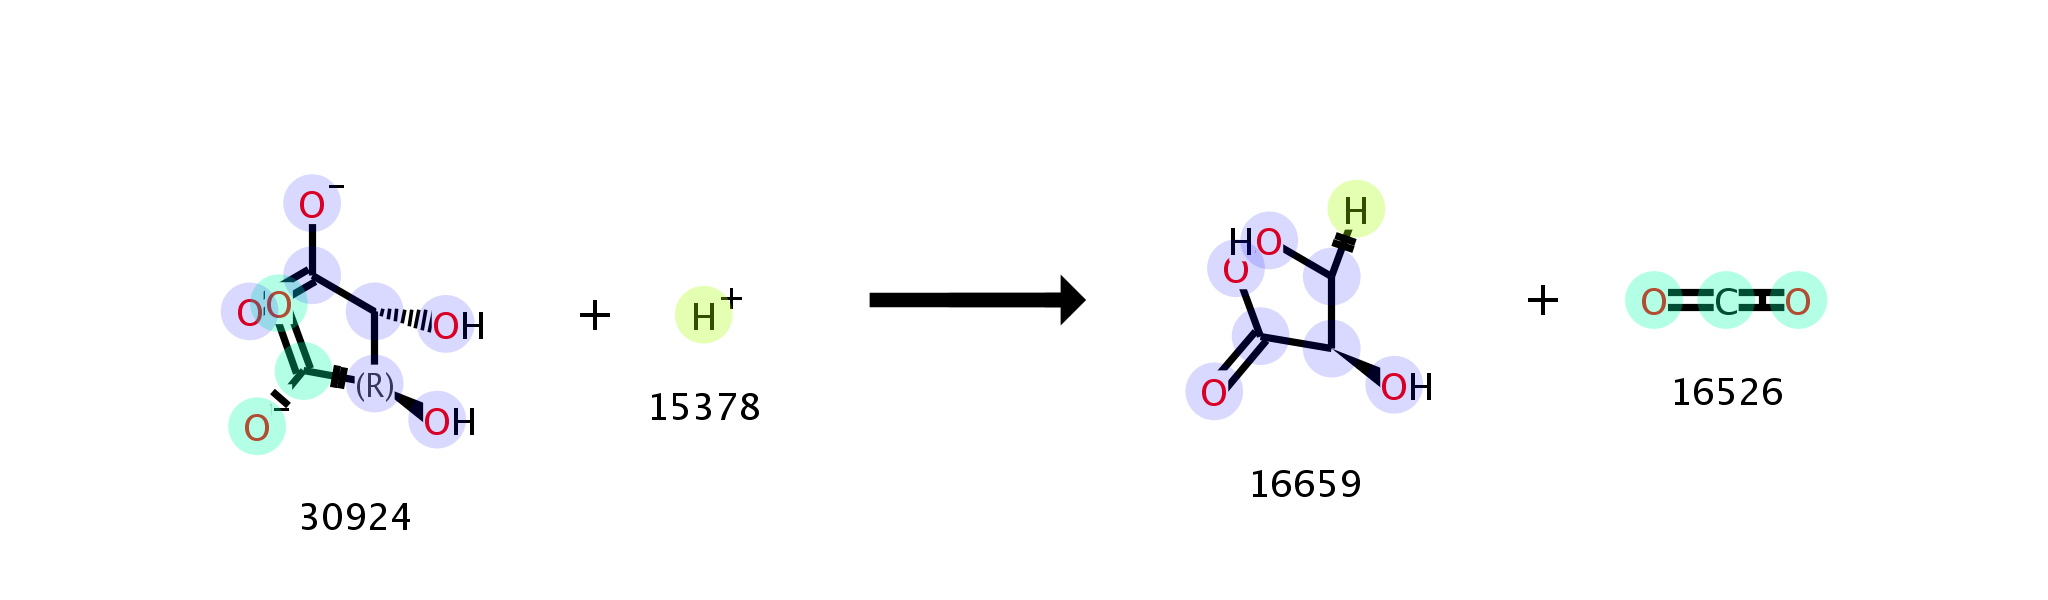 O−
O O
OH
(R)
O−
OH
30924
+
H+
15378
H
HO
O
O
OH
16659
+
O C O
16526